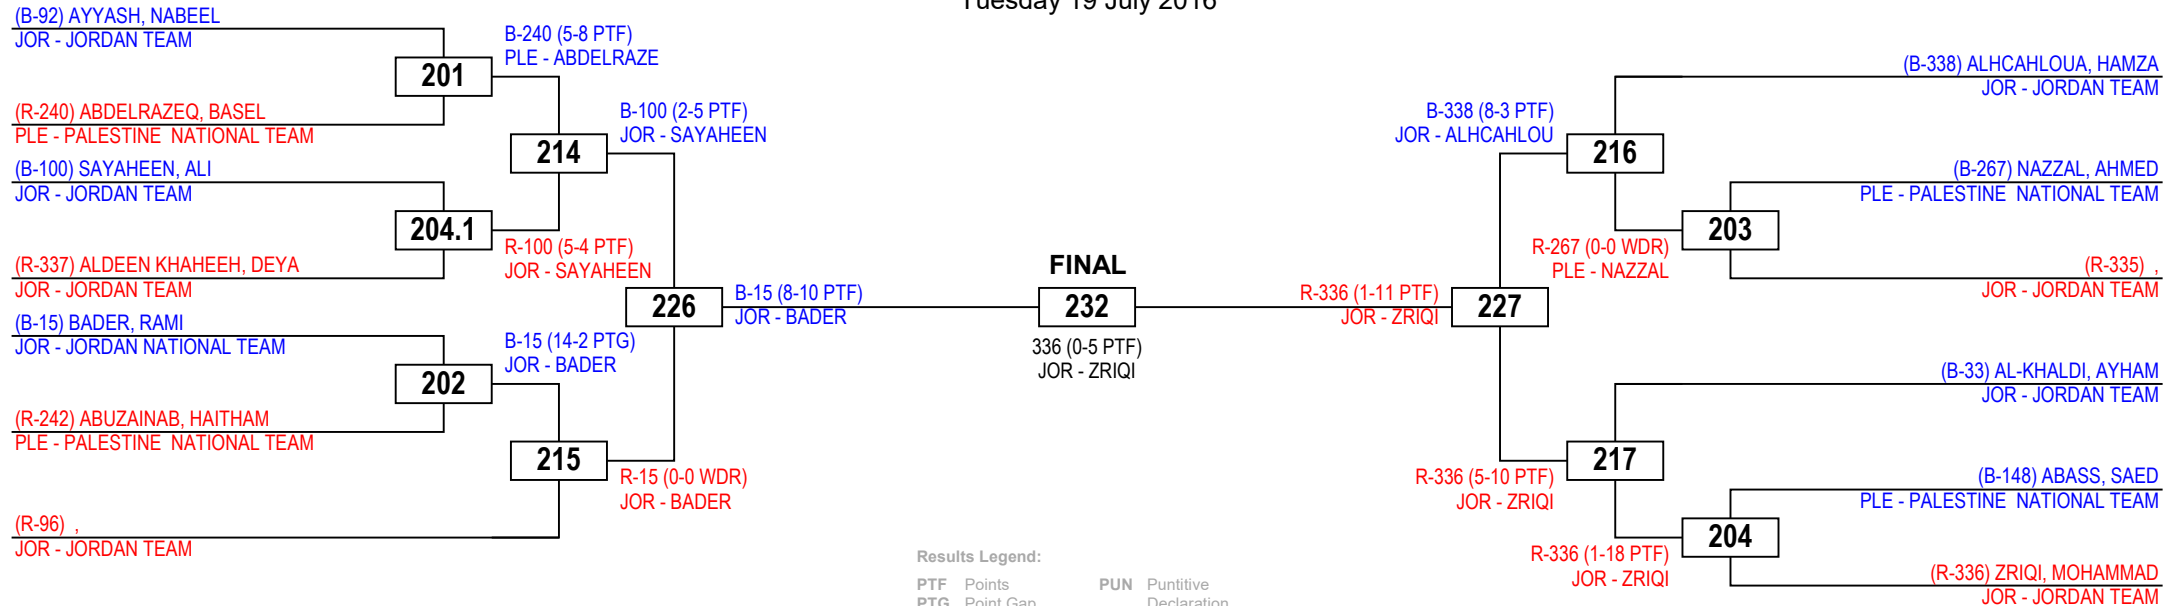 Tuesday 19 July 2016
(B-92) AYYASH, NABEEL
JOR - JORDAN TEAM
201
(R-240) ABDELRAZEQ, BASEL
PLE - PALESTINE  NATIONAL TEAM
B-240 (5-8 PTF)
PLE - ABDELRAZE
(B-100) SAYAHEEN, ALI
JOR - JORDAN TEAM
204.1
(R-337) ALDEEN KHAHEEH, DEYA
JOR - JORDAN TEAM
R-100 (5-4 PTF)
JOR - SAYAHEEN
214
B-100 (2-5 PTF)
JOR - SAYAHEEN
(B-15) BADER, RAMI
JOR - JORDAN NATIONAL TEAM
202
(R-242) ABUZAINAB, HAITHAM
PLE - PALESTINE  NATIONAL TEAM
B-15 (14-2 PTG)
JOR - BADER
215
(R-96)  ,
JOR - JORDAN TEAM
R-15 (0-0 WDR)
JOR - BADER
226
B-15 (8-10 PTF)
JOR - BADER
FINAL
232
336 (0-5 PTF)
JOR - ZRIQI
R-336 (1-11 PTF)
JOR - ZRIQI
227
B-338 (8-3 PTF)
JOR - ALHCAHLOU
216
(B-338) ALHCAHLOUA, HAMZA
JOR - JORDAN TEAM
(B-267) NAZZAL, AHMED
PLE - PALESTINE  NATIONAL TEAM
203
R-267 (0-0 WDR)
PLE - NAZZAL
(R-335)  ,
JOR - JORDAN TEAM
(B-33) AL-KHALDI, AYHAM
JOR - JORDAN TEAM
217
R-336 (5-10 PTF)
JOR - ZRIQI
(B-148) ABASS, SAED
PLE - PALESTINE  NATIONAL TEAM
204
R-336 (1-18 PTF)
JOR - ZRIQI
(R-336) ZRIQI, MOHAMMAD
JOR - JORDAN TEAM
Results Legend:
PTF Points PUN Puntitive
PTG Point Gap Declaration